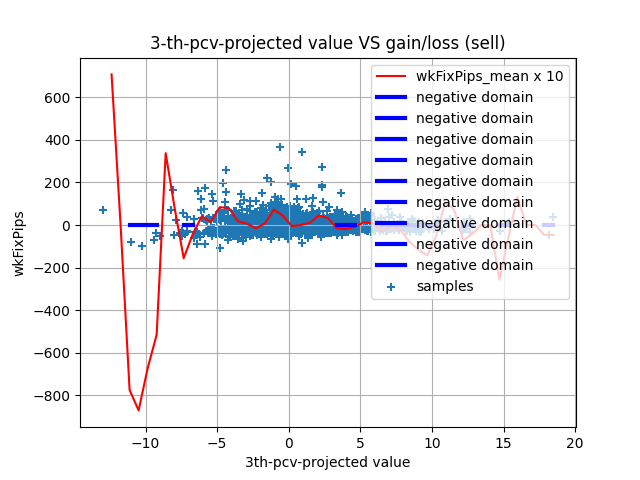 3-th-pcv-projected value VS gain/loss (sell)
wkFixPips
600
400
200
0
−200
−400
−600
−800
wkFixPips_mean x 10
negative domain
negative domain
negative domain
negative domain
negative domain
negative domain
negative domain
negative domain
negative domain
samples
−10
−5
0
5
10
15
20
3th-pcv-projected value